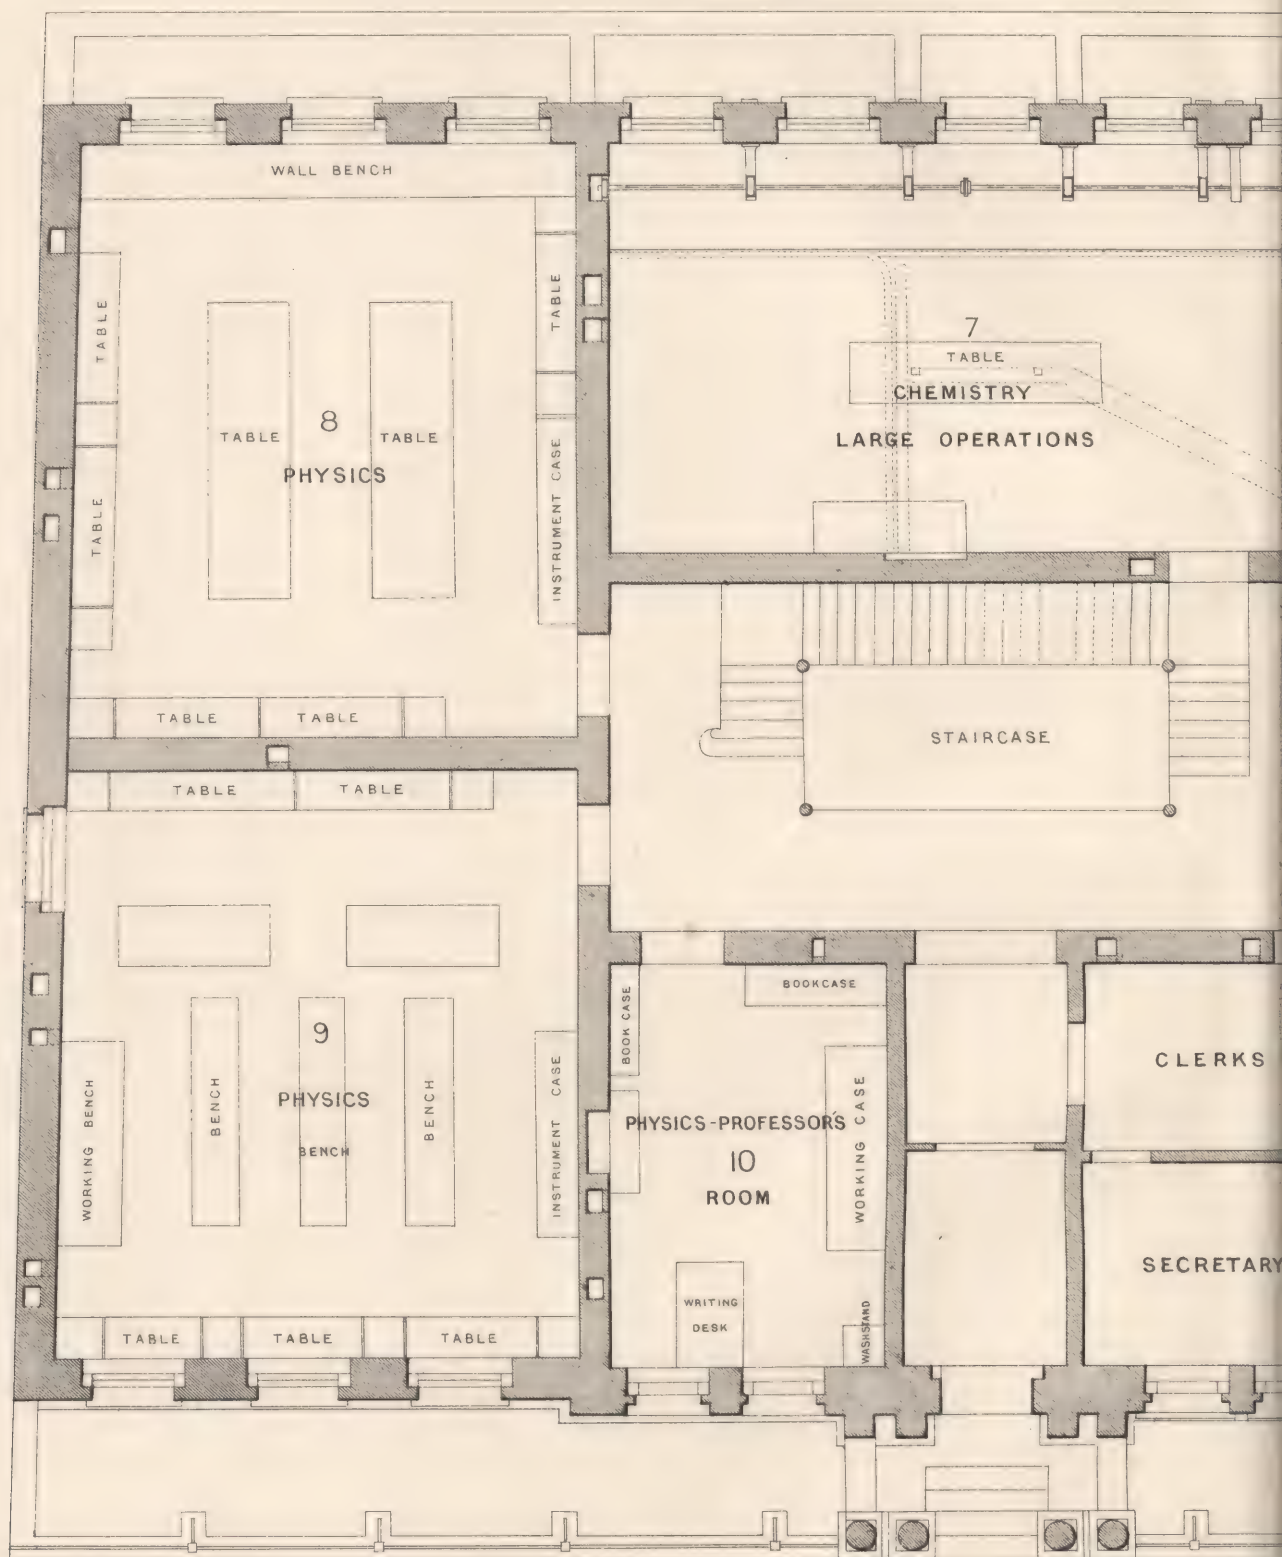 WALL BENCH
TABLE
TABLE
TABLE
TABLE
8
PHYSICS
TABLE
INSTRUMENT CASE
TABLE
TABLE
TABLE
7
TABLE
CHEMISTRY
LARGE OPERATIONS
STAIRCASE
TABLE
TABLE
9
PHYSICS
BENCH
BENCH
BENCH
WORKING BENCH
INSTRUMENT CASE
TABLE
TABLE
TABLE
BOOK CASE
BOOKCASE
PHYSICS-PROFESSOR'S
10
ROOM
WORKING CASE
WRITING
DESK
WASHSTAND
CLERKS
SECRETARY